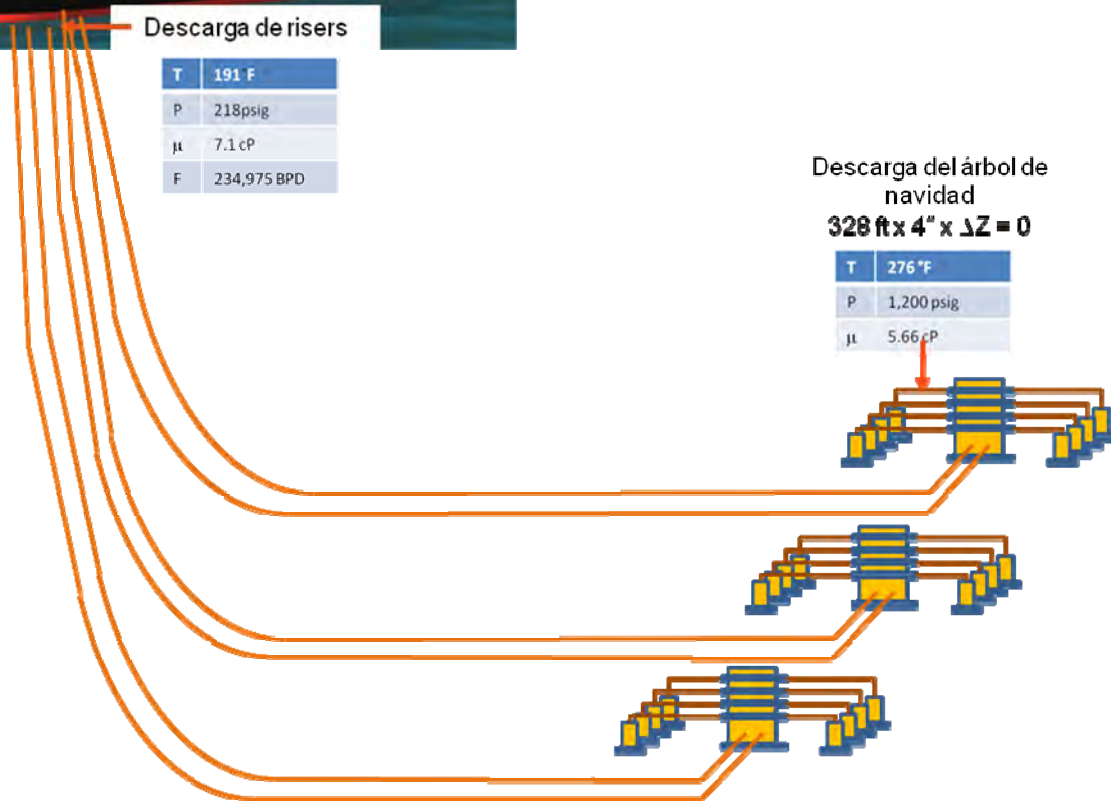 Descarga de risers
T 191°F
P 218psig
µ 7.1 cP
F 234,975 BPD
Descarga del árbol de
navidad
328 ft x 4" x ΔZ = 0
T 276 °F
P 1,200 psig
µ 5.66 cP